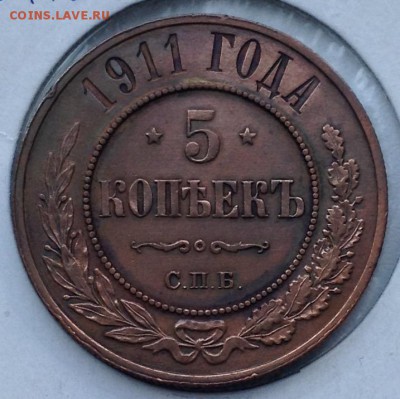 COINS.LAVE.RU
1911 ГОДА
5
КОПѢЕКЪ
С.П.Б.